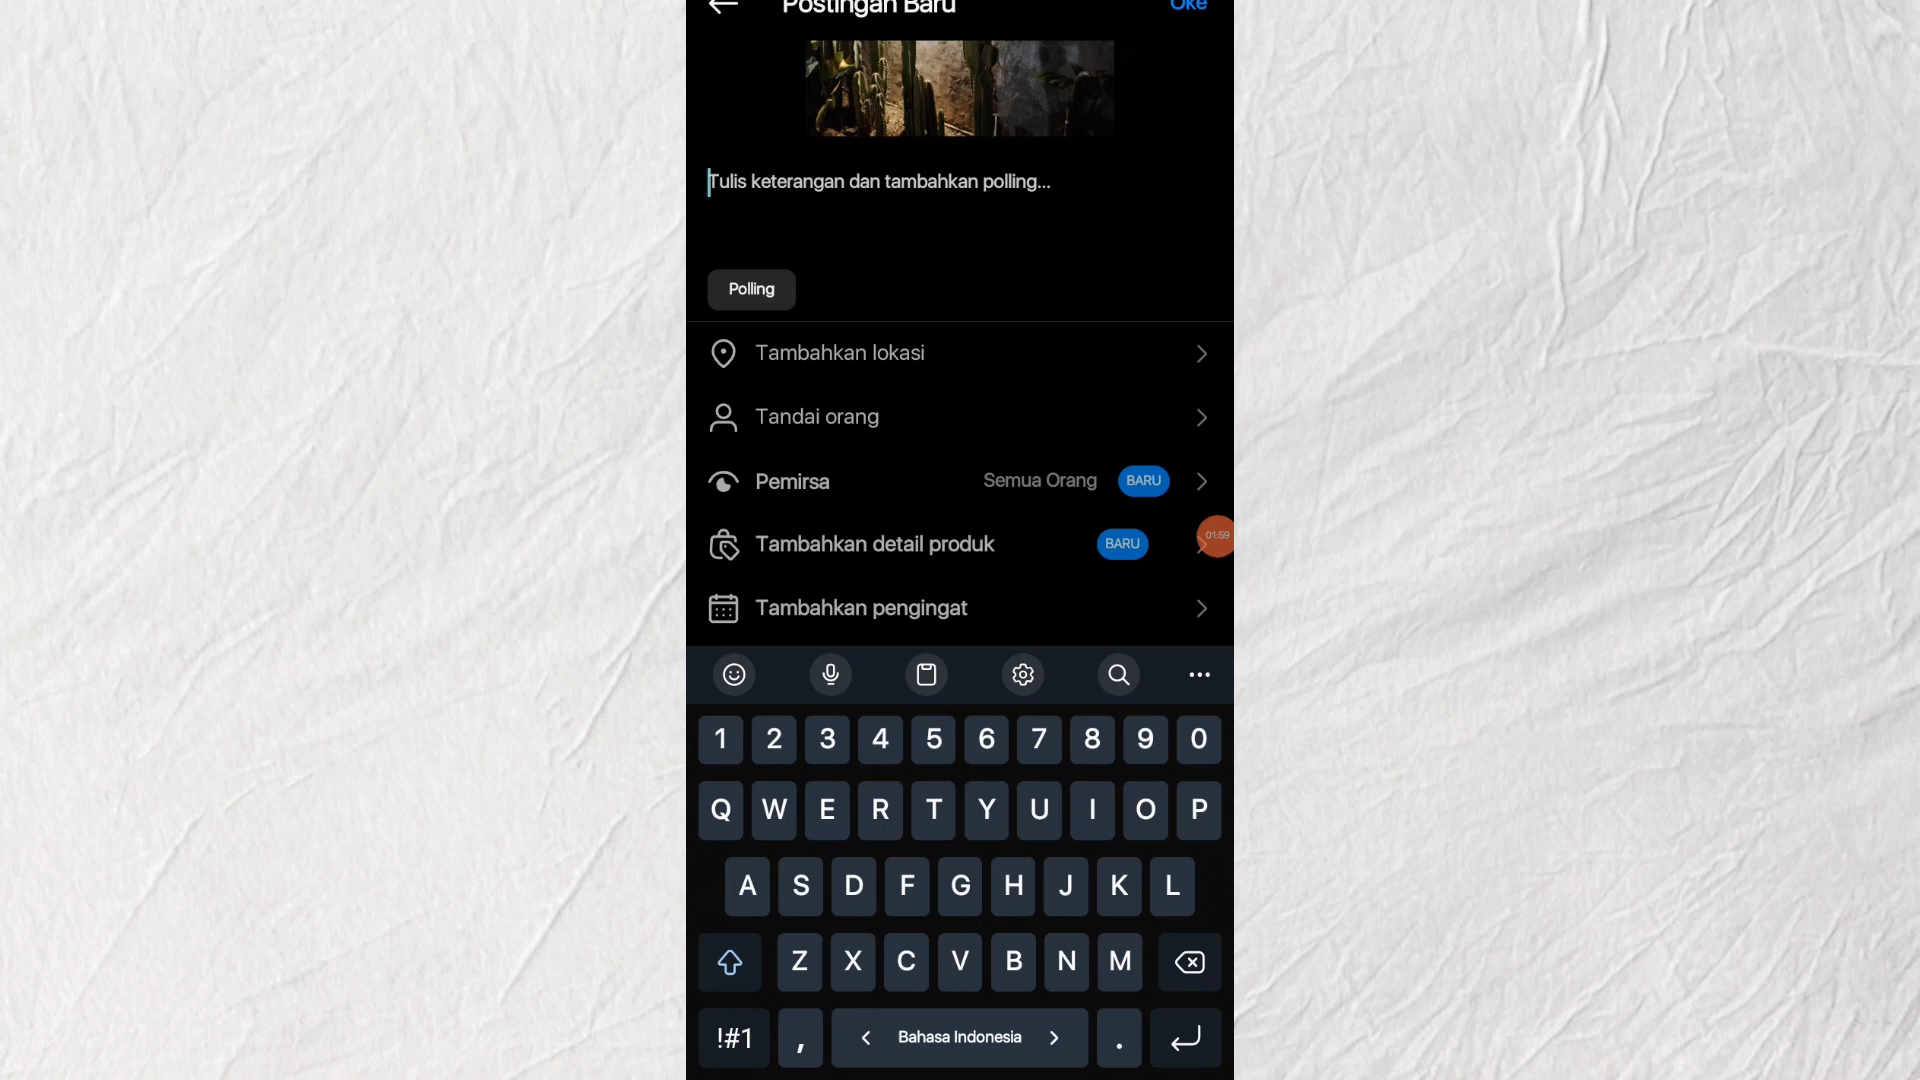 Postingan Baru
Oke
Tulis keterangan dan tambahkan polling...
Polling
Tambahkan lokasi
Tandai orang
Pemirsa
Semua Orang
BARU
Tambahkan detail produk
BARU
01:59
Tambahkan pengingat
1 2 3 4 5 6 7 8 9 0
Q W E R T Y U I O P
A S D F G H J K L
Z X C V B N M
!#1 , < Bahasa Indonesia > .